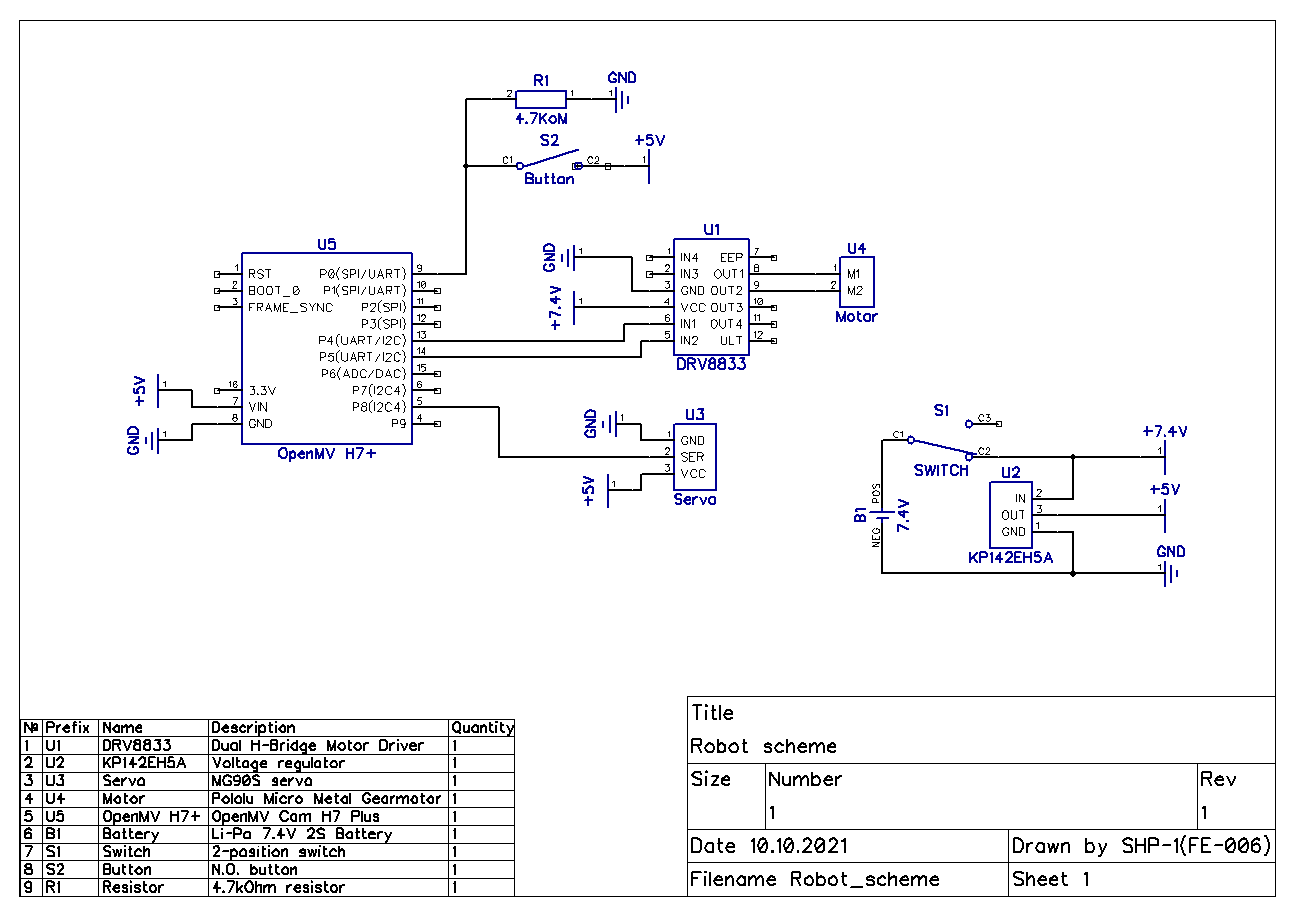 R1
2 1
4.7KoM
1 GND
S2
C1 C2
Button
1 +5V
U5
1 RST
2 BOOT_0
3 FRAME_SYNC
16 3.3V
7 VIN
8 GND
P0(SPI/UART) 9
P1(SPI/UART) 10
P2(SPI) 11
P3(SPI) 12
P4(UART/I2C) 13
P5(UART/I2C) 14
P6(ADC/DAC) 15
P7(I2C4) 6
P8(I2C4) 5
P9 4
OpenMV H7+
+5V 1
GND 1
U1
1 IN4 EEP 7
2 IN3 OUT1 8
3 GND OUT2 9
4 VCC OUT3 10
6 IN1 OUT4 11
5 IN2 ULT 12
DRV8833
GND 1
+7.4V 1
U4
1 M1
2 M2
Motor
U3
1 GND
2 SER
3 VCC
Servo
GND 1
+5V 1
S1
C1 C2 C3
SWITCH
B1
POS
NEG
7.4V
U2
IN 2
OUT 3
GND 1
KP142EH5A
+7.4V
1
+5V
1
GND
1
№ Prefix Name Description Quantity
1 U1 DRV8833 Dual H-Bridge Motor Driver 1
2 U2 KP142EH5A Voltage regulator 1
3 U3 Servo MG90S servo 1
4 U4 Motor Pololu Micro Metal Gearmotor 1
5 U5 OpenMV H7+ OpenMV Cam H7 Plus 1
6 B1 Battery Li-Po 7.4V 2S Battery 1
7 S1 Switch 2-position switch 1
8 S2 Button N.O. button 1
9 R1 Resistor 4.7kOhm resistor 1
Title
Robot scheme
Size Number Rev
1 1
Date 10.10.2021 Drawn by SHP-1(FE-006)
Filename Robot_scheme Sheet 1